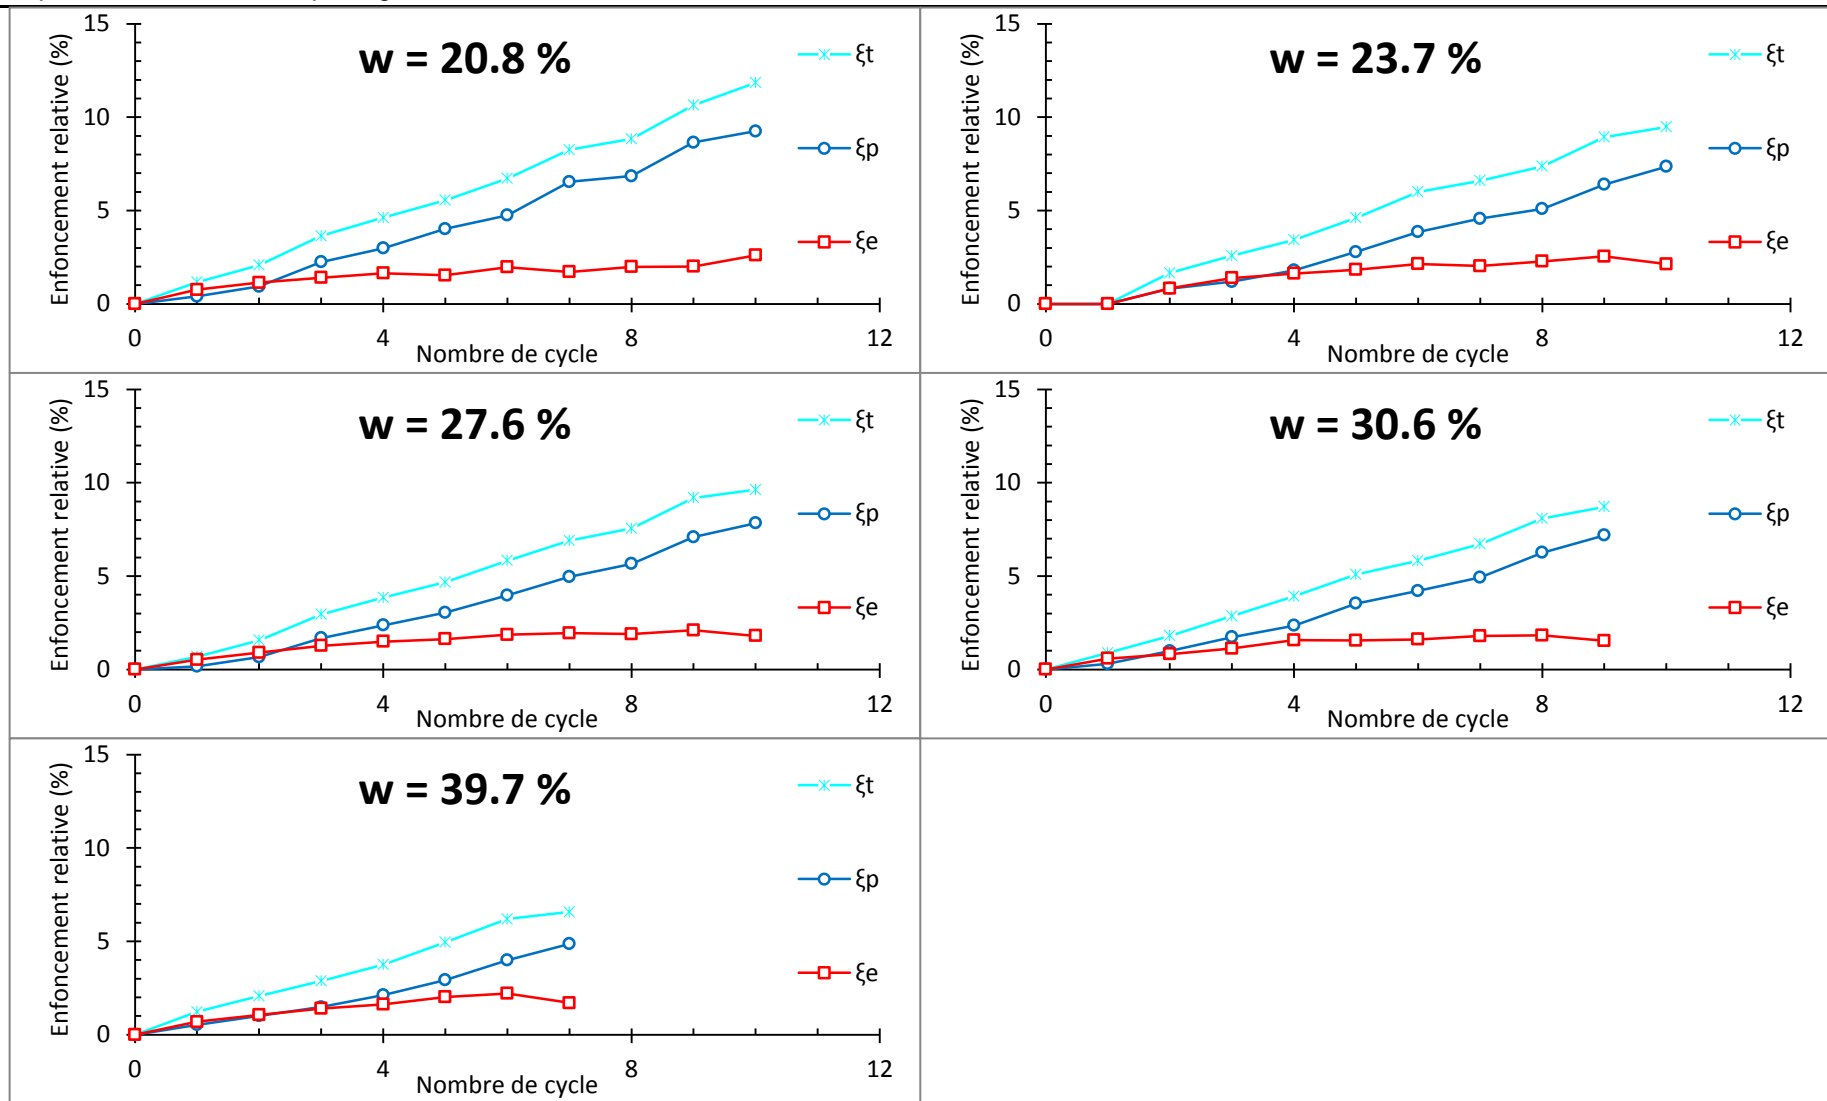 w = 20.8 %
Enfoncement relative (%)
15
10
5
0
0 4 8 12
Nombre de cycle
ξt
ξp
ξe
w = 23.7 %
Enfoncement relative (%)
15
10
5
0
0 4 8 12
Nombre de cycle
ξt
ξp
ξe
w = 27.6 %
Enfoncement relative (%)
15
10
5
0
0 4 8 12
Nombre de cycle
ξt
ξp
ξe
w = 30.6 %
Enfoncement relative (%)
15
10
5
0
0 4 8 12
Nombre de cycle
ξt
ξp
ξe
w = 39.7 %
Enfoncement relative (%)
15
10
5
0
0 4 8 12
Nombre de cycle
ξt
ξp
ξe